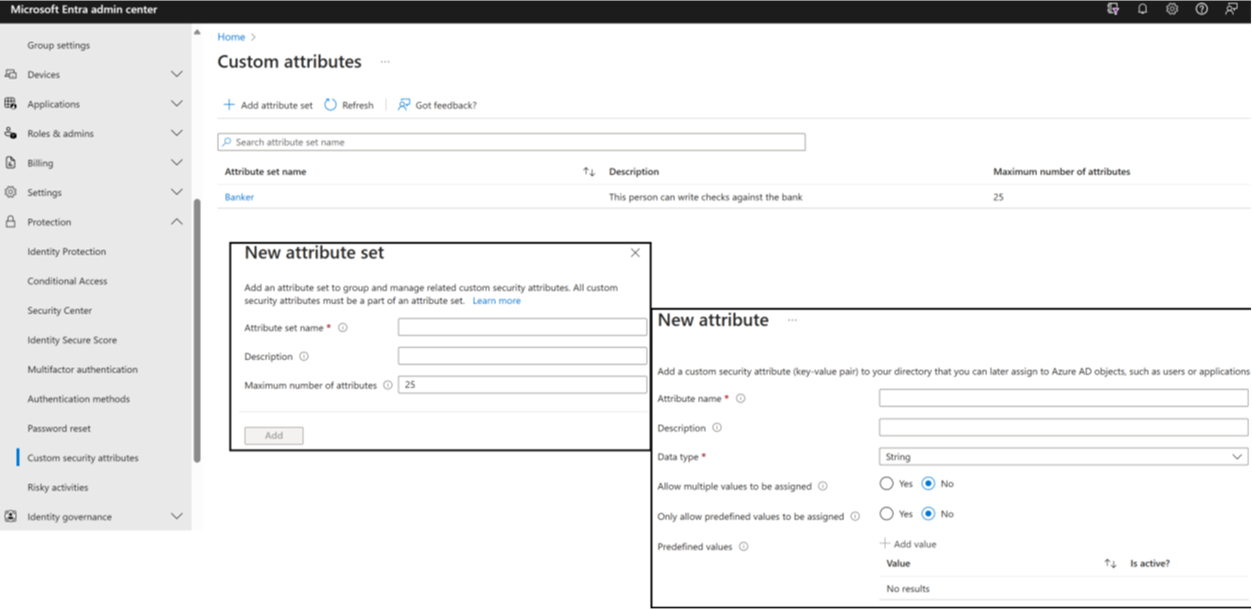 Microsoft Entra admin center
Group settings
Devices
Applications
Roles & admins
Billing
Settings
Protection
Identity Protection
Conditional Access
Security Center
Identity Secure Score
Multifactor authentication
Authentication methods
Password reset
Custom security attributes
Risky activities
Identity governance
Home >
Custom attributes ...
+ Add attribute set Refresh Got feedback?
Search attribute set name
Attribute set name ↑↓ Description Maximum number of attributes
Banker This person can write checks against the bank 25
New attribute set
Add an attribute set to group and manage related custom security attributes. All custom
security attributes must be a part of an attribute set. Learn more
Attribute set name *
Description
Maximum number of attributes 25
Add
New attribute ...
Add a custom security attribute (key-value pair) to your directory that you can later assign to Azure AD objects, such as users or applications
Attribute name *
Description
Data type * String
Allow multiple values to be assigned Yes No
Only allow predefined values to be assigned Yes No
Predefined values + Add value
Value ↑↓ Is active?
No results